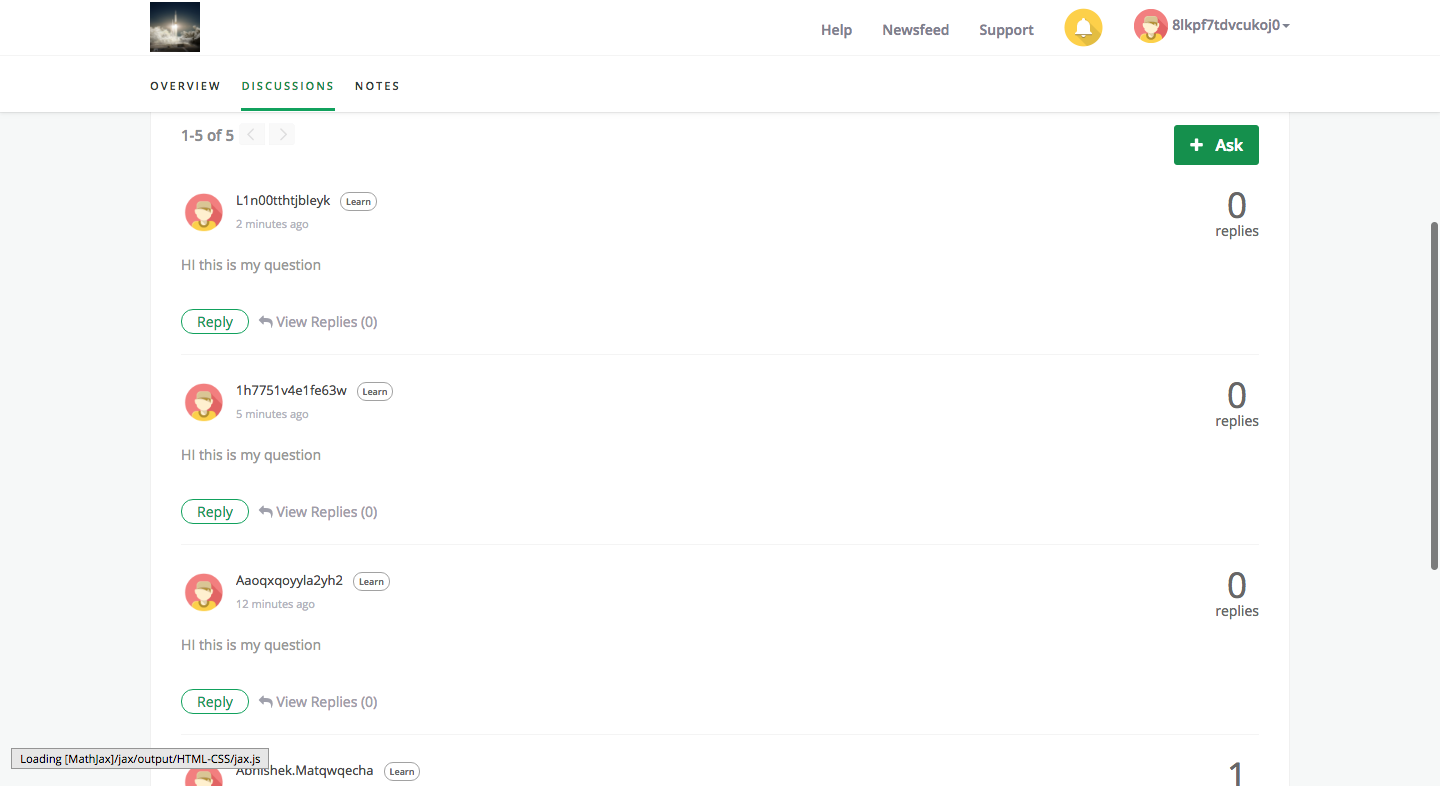 Help Newsfeed Support 8lkpf7tdvcukoj0
OVERVIEW DISCUSSIONS NOTES
1-5 of 5
+ Ask
L1n00tthtjbleyk Learn
2 minutes ago
0
replies
HI this is my question
Reply View Replies (0)
1h7751v4e1fe63w Learn
5 minutes ago
0
replies
HI this is my question
Reply View Replies (0)
Aaoqxqoyyla2yh2 Learn
12 minutes ago
0
replies
HI this is my question
Reply View Replies (0)
Loading [MathJax]/jax/output/HTML-CSS/jax.js
Abhishek.Matqwqecha Learn
1